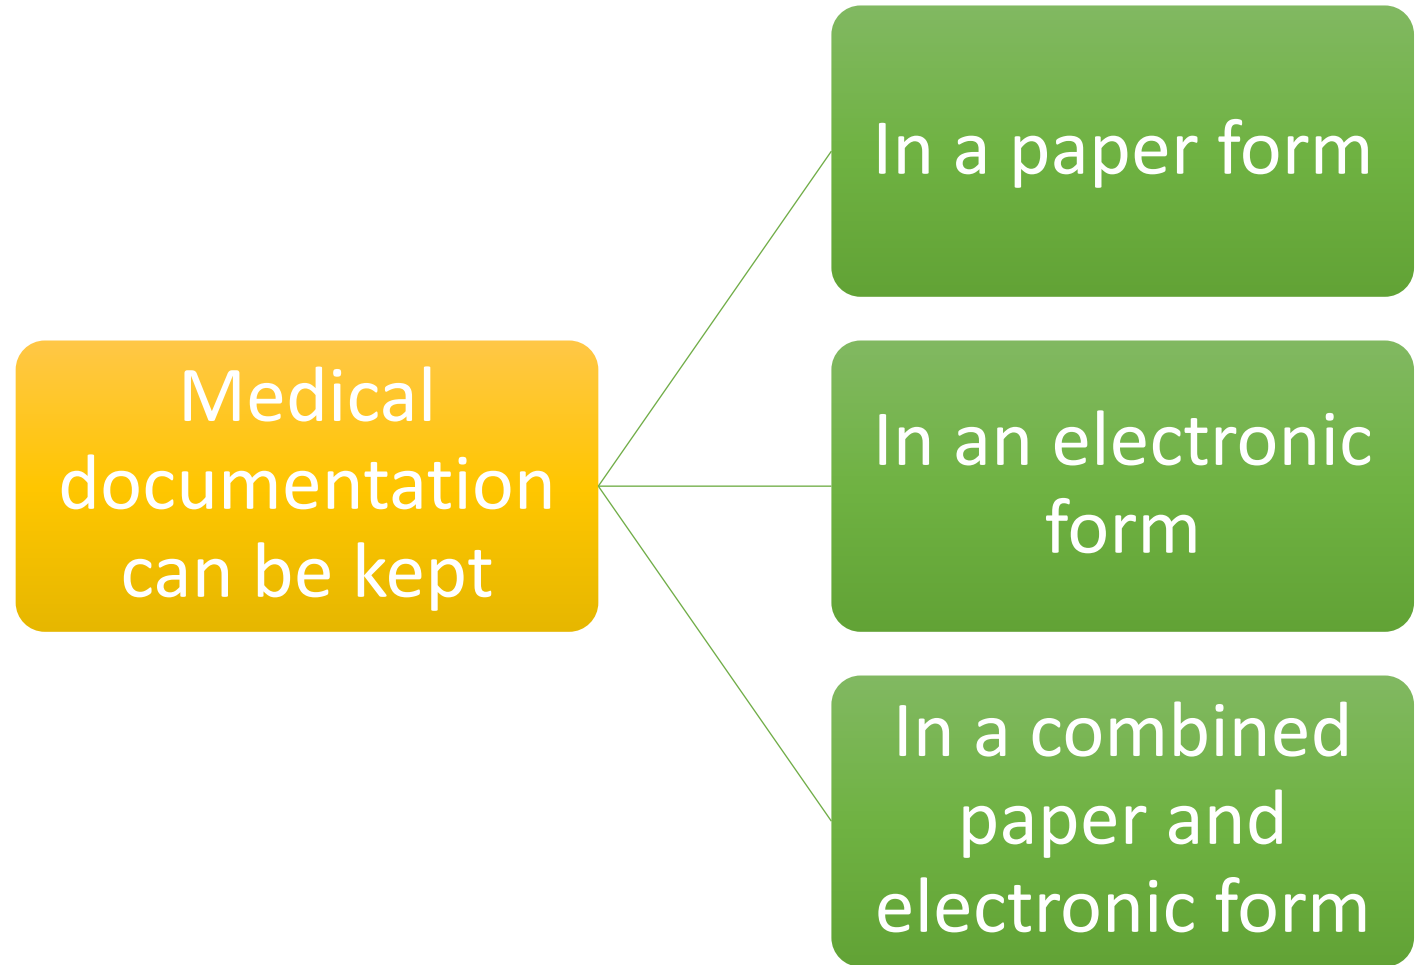 Medical
documentation
can be kept
In a paper form
In an electronic
form
In a combined
paper and
electronic form